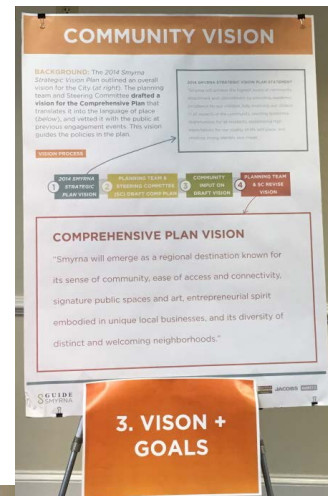 COMMUNITY VISION
BACKGROUND: The 2014 Smyrna
Strategic Vision Plan outlined an overall
vision for the City (at right). The planning
team and Steering Committee drafted a
vision for the Comprehensive Plan that
translates it into the language of place
(below), and vetted it with the public at
previous engagement events. This vision
guides the policies in the plan.
2014 SMYRNA STRATEGIC VISION PLAN STATEMENT
VISION PROCESS
1 2014 SMYRNA
STRATEGIC
PLAN VISION
2 PLANNING TEAM &
STEERING COMMITTEE
(SC) DRAFT COMP PLAN
3 COMMUNITY
INPUT ON
DRAFT VISION
4 PLANNING TEAM
& SC REVISE
VISION
COMPREHENSIVE PLAN VISION
"Smyrna will emerge as a regional destination known for
its sense of community, ease of access and connectivity,
signature public spaces and art, entrepreneurial spirit
embodied in unique local businesses, and its diversity of
distinct and welcoming neighborhoods."
GUIDE
SMYRNA
JACOBS
3. VISON +
GOALS